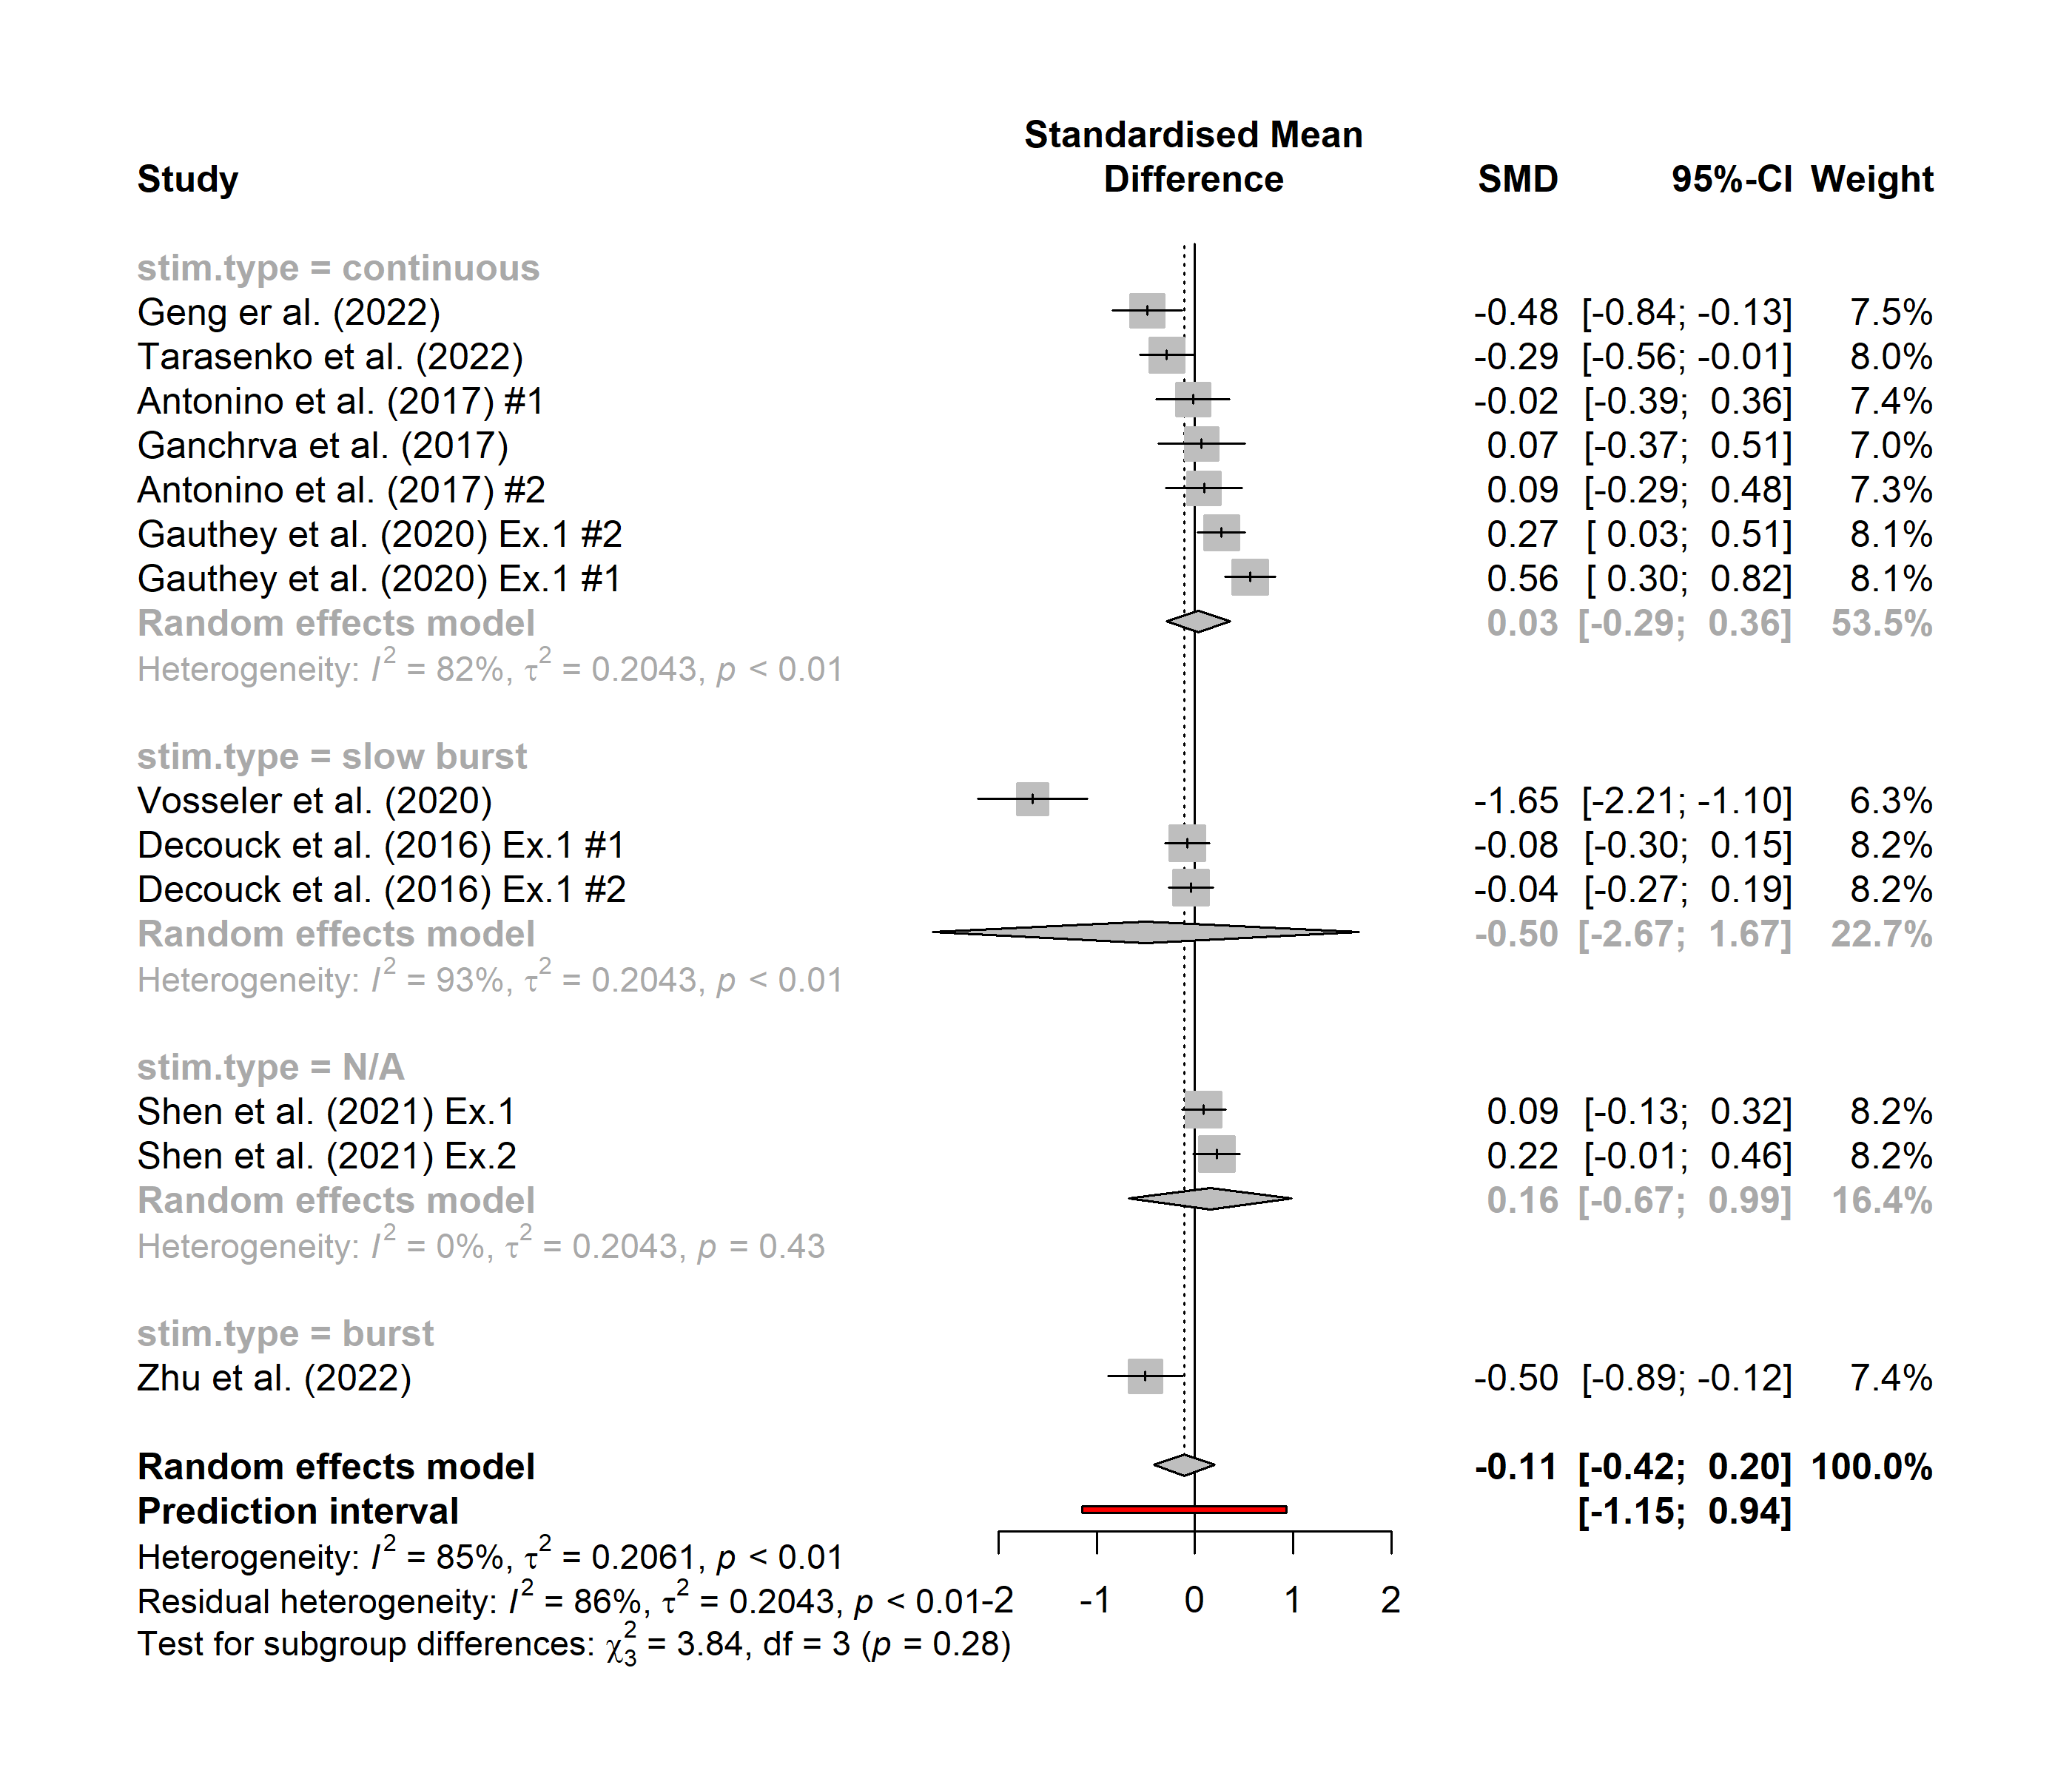 Standardised Mean
Study Difference SMD 95%-CI Weight
stim.type = continuous
Geng er al. (2022) -0.48 [-0.84; -0.13] 7.5%
Tarasenko et al. (2022) -0.29 [-0.56; -0.01] 8.0%
Antonino et al. (2017) #1 -0.02 [-0.39; 0.36] 7.4%
Ganchrva et al. (2017) 0.07 [-0.37; 0.51] 7.0%
Antonino et al. (2017) #2 0.09 [-0.29; 0.48] 7.3%
Gauthey et al. (2020) Ex.1 #2 0.27 [ 0.03; 0.51] 8.1%
Gauthey et al. (2020) Ex.1 #1 0.56 [ 0.30; 0.82] 8.1%
Random effects model 0.03 [-0.29; 0.36] 53.5%
Heterogeneity: I² = 82%, τ² = 0.2043, p < 0.01
stim.type = slow burst
Vosseler et al. (2020) -1.65 [-2.21; -1.10] 6.3%
Decouck et al. (2016) Ex.1 #1 -0.08 [-0.30; 0.15] 8.2%
Decouck et al. (2016) Ex.1 #2 -0.04 [-0.27; 0.19] 8.2%
Random effects model -0.50 [-2.67; 1.67] 22.7%
Heterogeneity: I² = 93%, τ² = 0.2043, p < 0.01
stim.type = N/A
Shen et al. (2021) Ex.1 0.09 [-0.13; 0.32] 8.2%
Shen et al. (2021) Ex.2 0.22 [-0.01; 0.46] 8.2%
Random effects model 0.16 [-0.67; 0.99] 16.4%
Heterogeneity: I² = 0%, τ² = 0.2043, p = 0.43
stim.type = burst
Zhu et al. (2022) -0.50 [-0.89; -0.12] 7.4%
Random effects model -0.11 [-0.42; 0.20] 100.0%
Prediction interval [-1.15; 0.94]
Heterogeneity: I² = 85%, τ² = 0.2061, p < 0.01
Residual heterogeneity: I² = 86%, τ² = 0.2043, p < 0.01 -2 -1 0 1 2
Test for subgroup differences: χ²₃ = 3.84, df = 3 (p = 0.28)